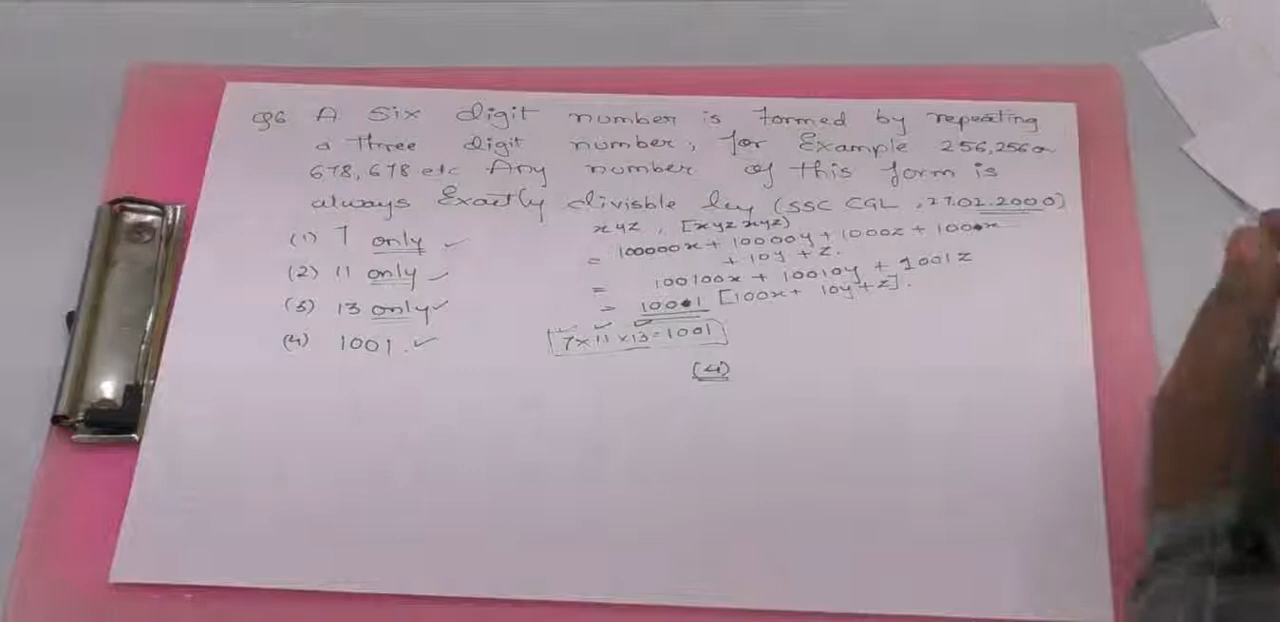 Q6 A Six digit number is formed by repeating
a three digit number, for Example 256,256 or
678,678 etc Any number of this form is
always Exactly divisible by (SSC CGL, 27.02.2000)
xyz, [xyzxyz]
(1) 7 only ✓
= 100000x + 10000y + 1000z + 100x
+ 10y + z.
(2) 11 only ✓
= 100100x + 10010y + 1001z
(3) 13 only ✓
= 1001 [100x + 10y + z].
(4) 1001. ✓
7 x 11 x 13 = 1001
(4)